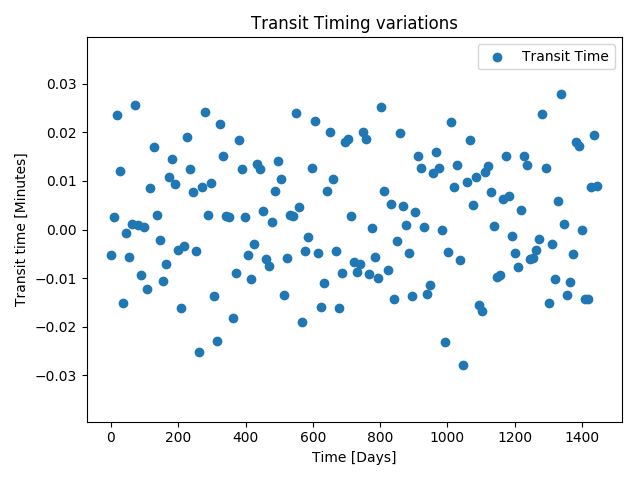 Transit Timing variations
Transit Time
Transit time [Minutes]
0.03
0.02
0.01
0.00
−0.01
−0.02
−0.03
0 200 400 600 800 1000 1200 1400
Time [Days]